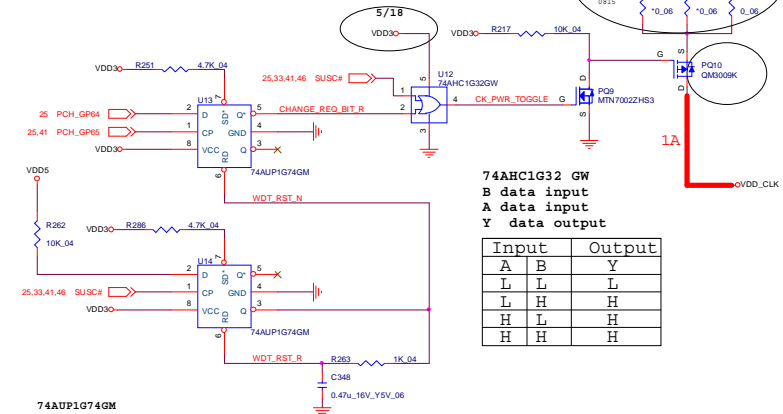 0815
*0_06
*0_06
0_06
5/18
VDD3
VDD3
R217
10K_04
G
S
D
PQ10
QM3009K
VDD3
R251
4.7K_04
25,33,41,46 SUSC#
U12
74AHC1G32GW
5
1
2
4
3
CK_PWR_TOGGLE
G
D
S
PQ9
MTN7002ZHS3
U13
7
25 PCH_GP64
2
D
SD*
Q*
5
CHANGE_REQ_BIT_R
25,41 PCH_GP65
1
CP
GND
4
VDD3
8
VCC
RD
Q
3
6
74AUP1G74GM
1A
VDD_CLK
VDD5
WDT_RST_N
R262
10K_04
VDD3
R286
4.7K_04
U14
7
2
D
SD*
Q*
5
25,33,41,46 SUSC#
1
CP
GND
4
VDD3
8
VCC
RD
Q
3
6
74AUP1G74GM
WDT_RST_R
R263
1K_04
C348
0.47u_16V_Y5V_06
74AUP1G74GM
74AHC1G32 GW
B data input
A data input
Y data output
Input Output
A B Y
L L L
L H H
H L H
H H H